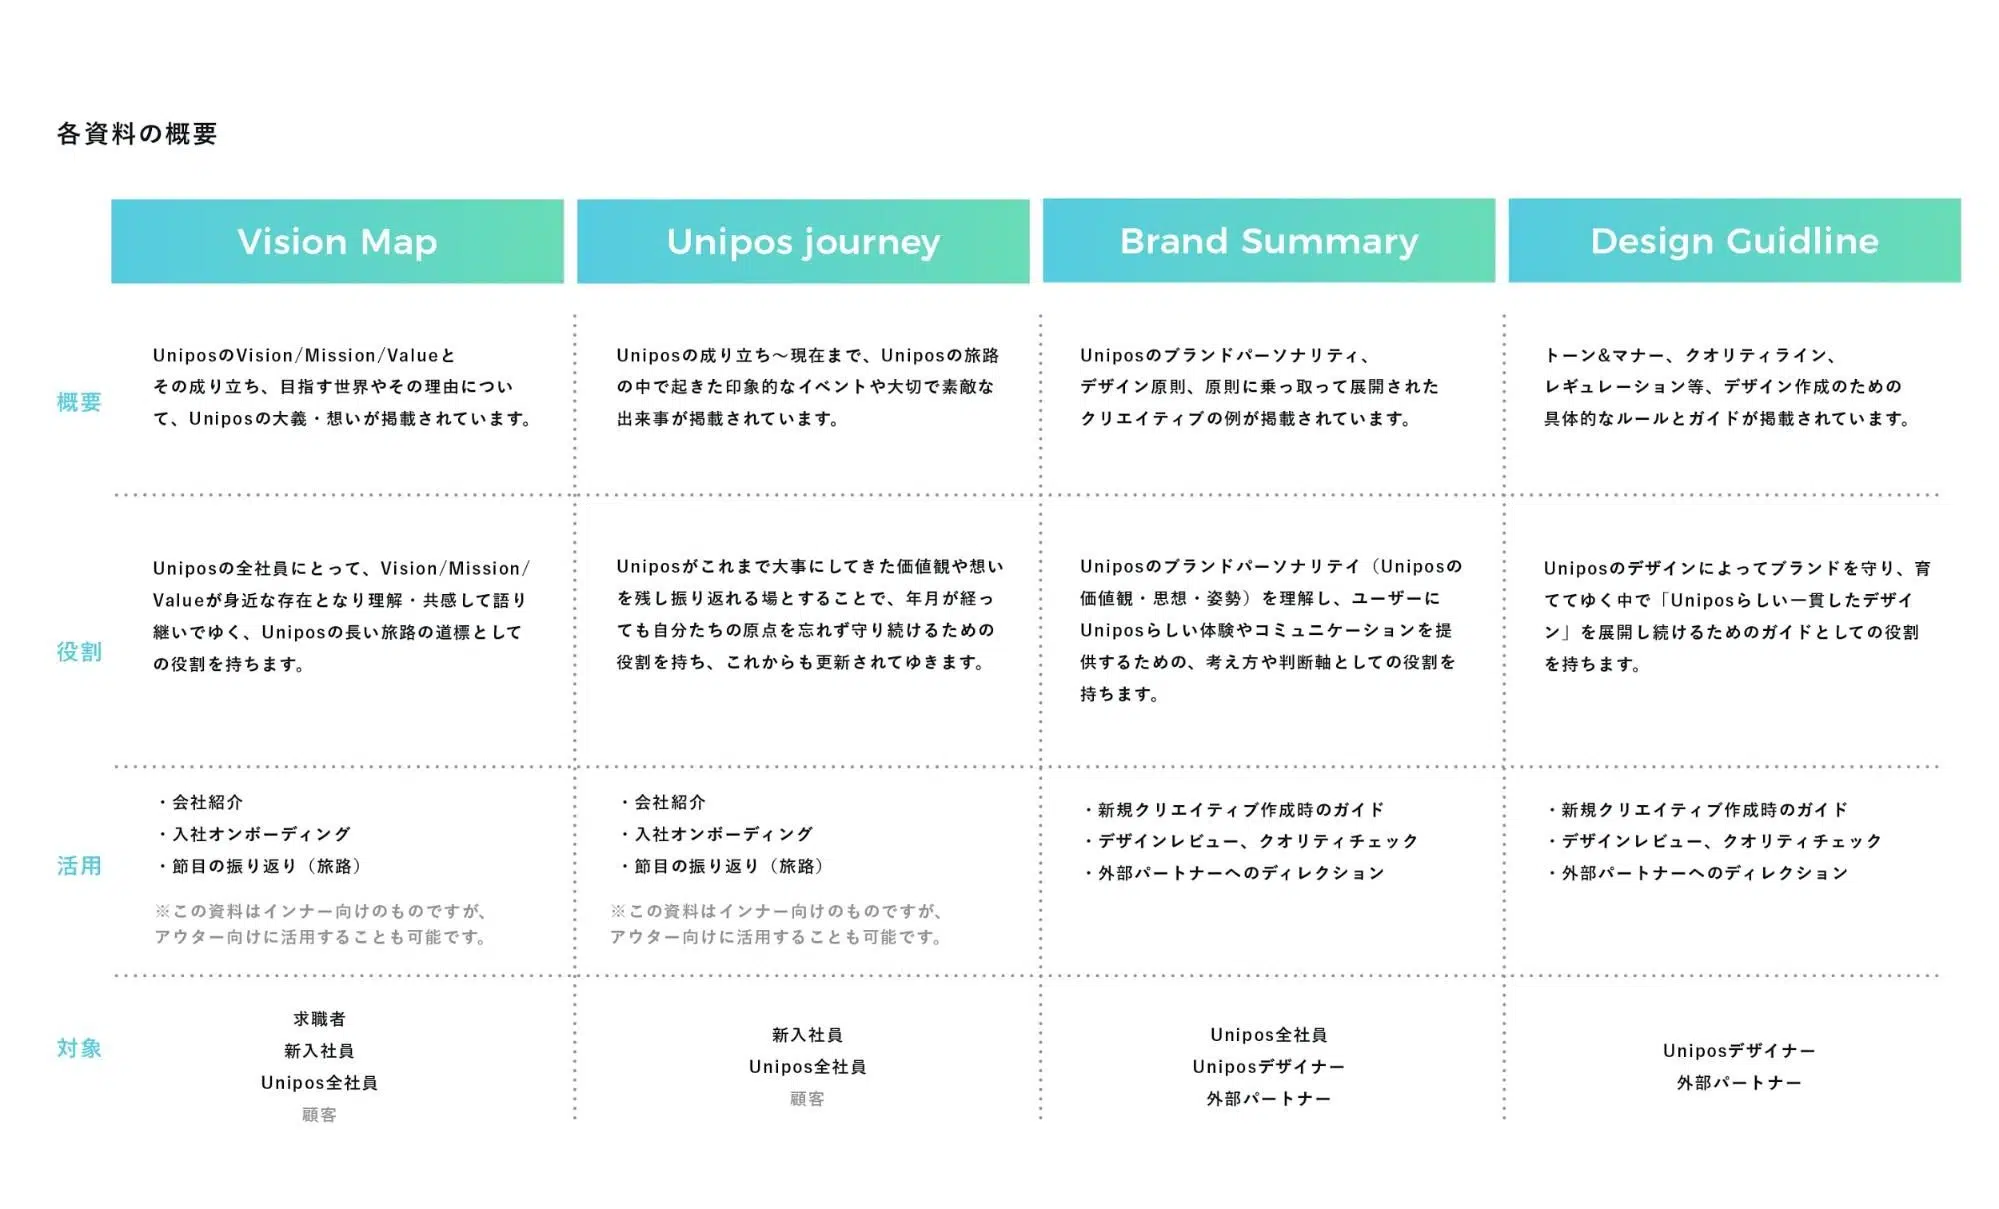 各資料の概要
Vision Map
Unipos journey
Brand Summary
Design Guidline
概要
UniposのVision/Mission/Valueと
その成り立ち、目指す世界やその理由につい
て、Uniposの大義・想いが掲載されています。
Uniposの成り立ち〜現在まで、Uniposの旅路
の中で起きた印象的なイベントや大切で素敵な
出来事が掲載されています。
Uniposのブランドパーソナリティ、
デザイン原則、原則に乗っ取って展開された
クリエイティブの例が掲載されています。
トーン&マナー、クオリティライン、
レギュレーション等、デザイン作成のための
具体的なルールとガイドが掲載されています。
役割
Uniposの全社員にとって、Vision/Mission/
Valueが身近な存在となり理解・共感して語り
継いでゆく、Uniposの長い旅路の道標として
の役割を持ちます。
Uniposがこれまで大事にしてきた価値観や想い
を残し振り返れる場とすることで、年月が経っ
ても自分たちの原点を忘れず守り続けるための
役割を持ち、これからも更新されてゆきます。
Uniposのブランドパーソナリテイ（Uniposの
価値観・思想・姿勢）を理解し、ユーザーに
Uniposらしい体験やコミュニケーションを提
供するための、考え方や判断軸としての役割を
持ちます。
Uniposのデザインによってブランドを守り、育
ててゆく中で「Uniposらしい一貫したデザイ
ン」を展開し続けるためのガイドとしての役割
を持ちます。
活用
・会社紹介
・入社オンボーディング
・節目の振り返り（旅路）
※この資料はインナー向けのものですが、
アウター向けに活用することも可能です。
・会社紹介
・入社オンボーディング
・節目の振り返り（旅路）
※この資料はインナー向けのものですが、
アウター向けに活用することも可能です。
・新規クリエイティブ作成時のガイド
・デザインレビュー、クオリティチェック
・外部パートナーへのディレクション
・新規クリエイティブ作成時のガイド
・デザインレビュー、クオリティチェック
・外部パートナーへのディレクション
対象
求職者
新入社員
Unipos全社員
顧客
新入社員
Unipos全社員
顧客
Unipos全社員
Uniposデザイナー
外部パートナー
Uniposデザイナー
外部パートナー